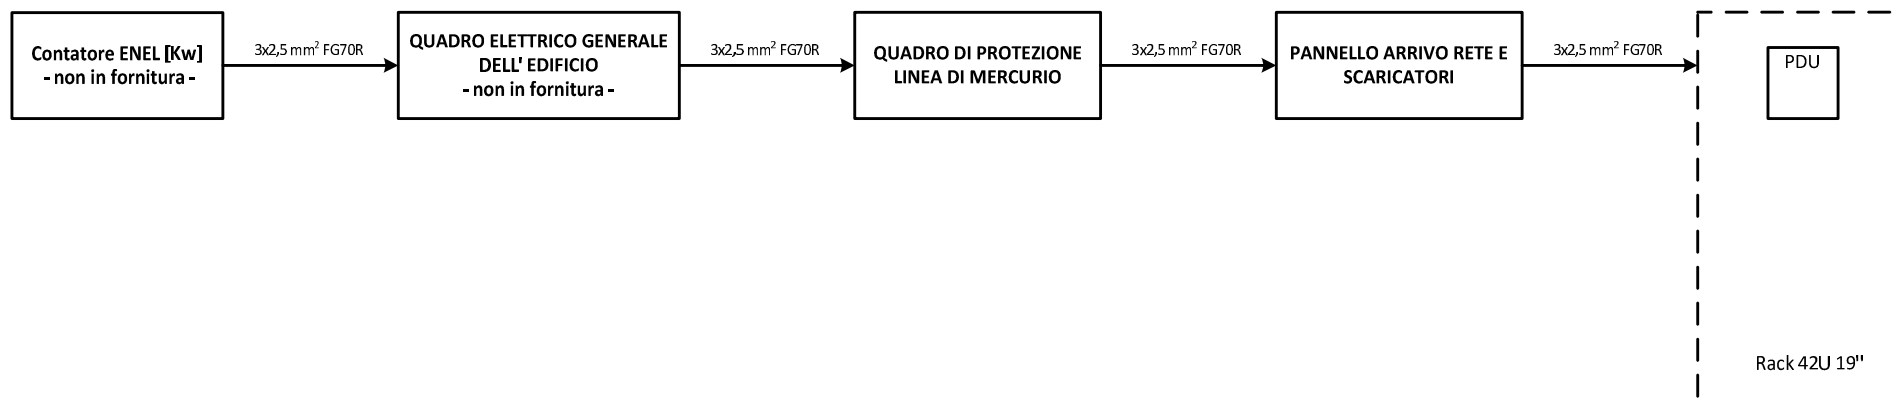 Contatore ENEL [Kw]
- non in fornitura -
3x2,5 mm² FG70R
QUADRO ELETTRICO GENERALE
DELL' EDIFICIO
- non in fornitura -
3x2,5 mm² FG70R
QUADRO DI PROTEZIONE
LINEA DI MERCURIO
3x2,5 mm² FG70R
PANNELLO ARRIVO RETE E
SCARICATORI
3x2,5 mm² FG70R
PDU
Rack 42U 19"